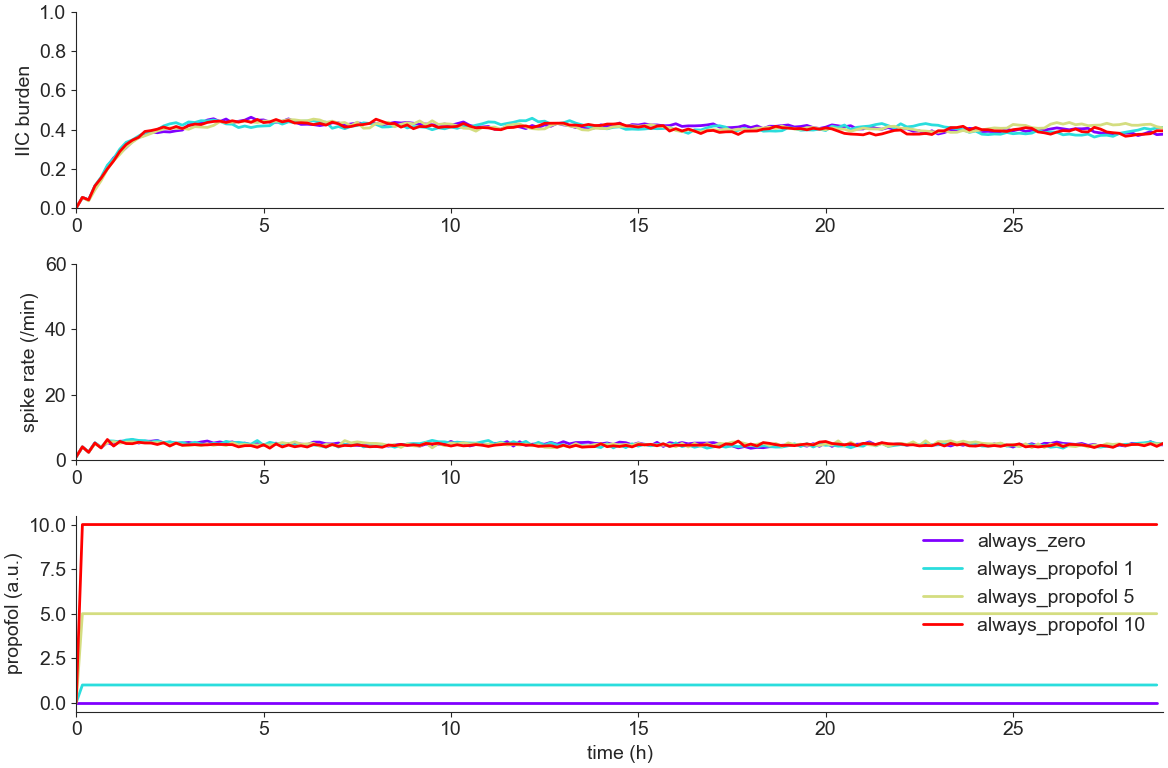 IIC burden
1.0
0.8
0.6
0.4
0.2
0.0
0 5 10 15 20 25
spike rate (/min)
60
40
20
0
0 5 10 15 20 25
propofol (a.u.)
10.0
7.5
5.0
2.5
0.0
always_zero
always_propofol 1
always_propofol 5
always_propofol 10
0 5 10 15 20 25
time (h)